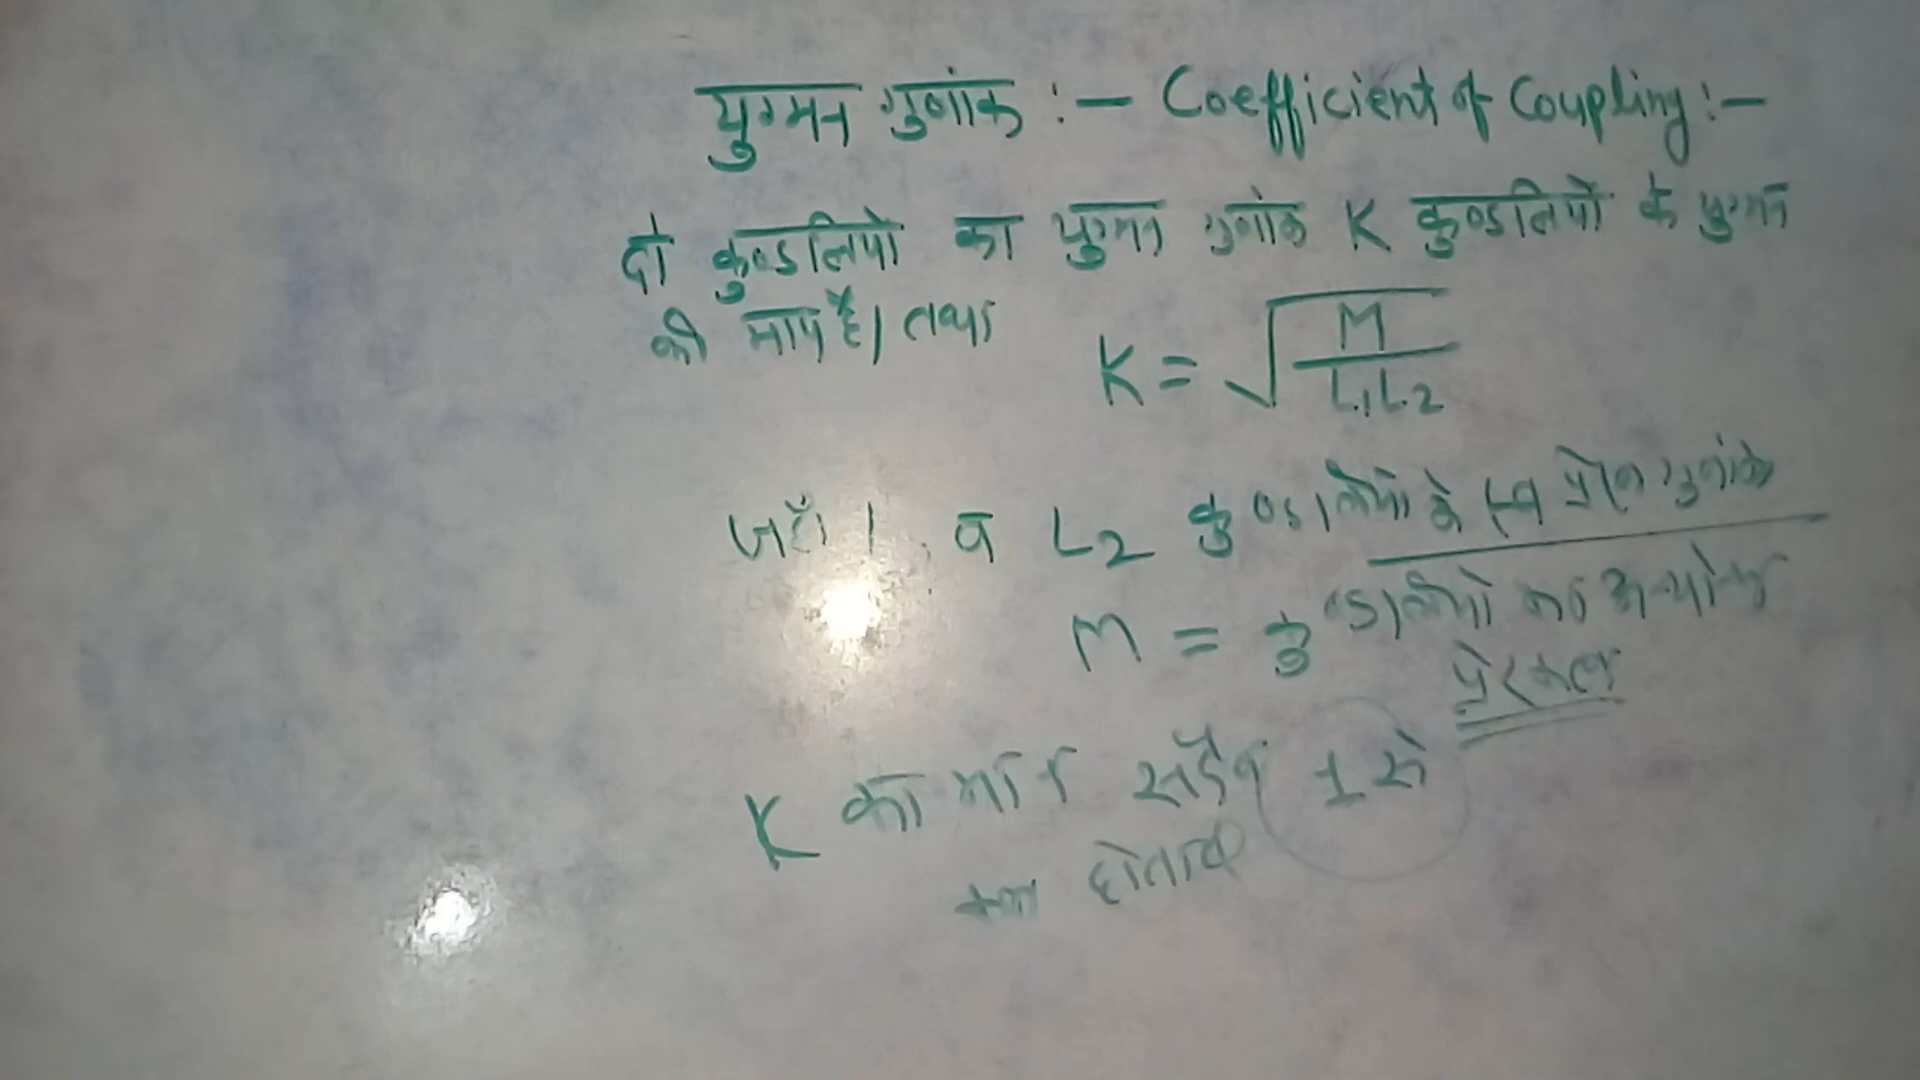 युग्मन गुणांक :- Coefficient of Coupling :-
दो कुण्डलियो का युग्मन गुणांक K कुण्डलियों के युग्मन
की माप है। तथा
K = √(M / L1L2)
जहाँ व L2 कुण्डलियों के स्व प्रेरण गुणांक
M = कुण्डलियों का अन्योन्य
प्रेरकत्व
K का मान सदैव 1 से
कम होता है